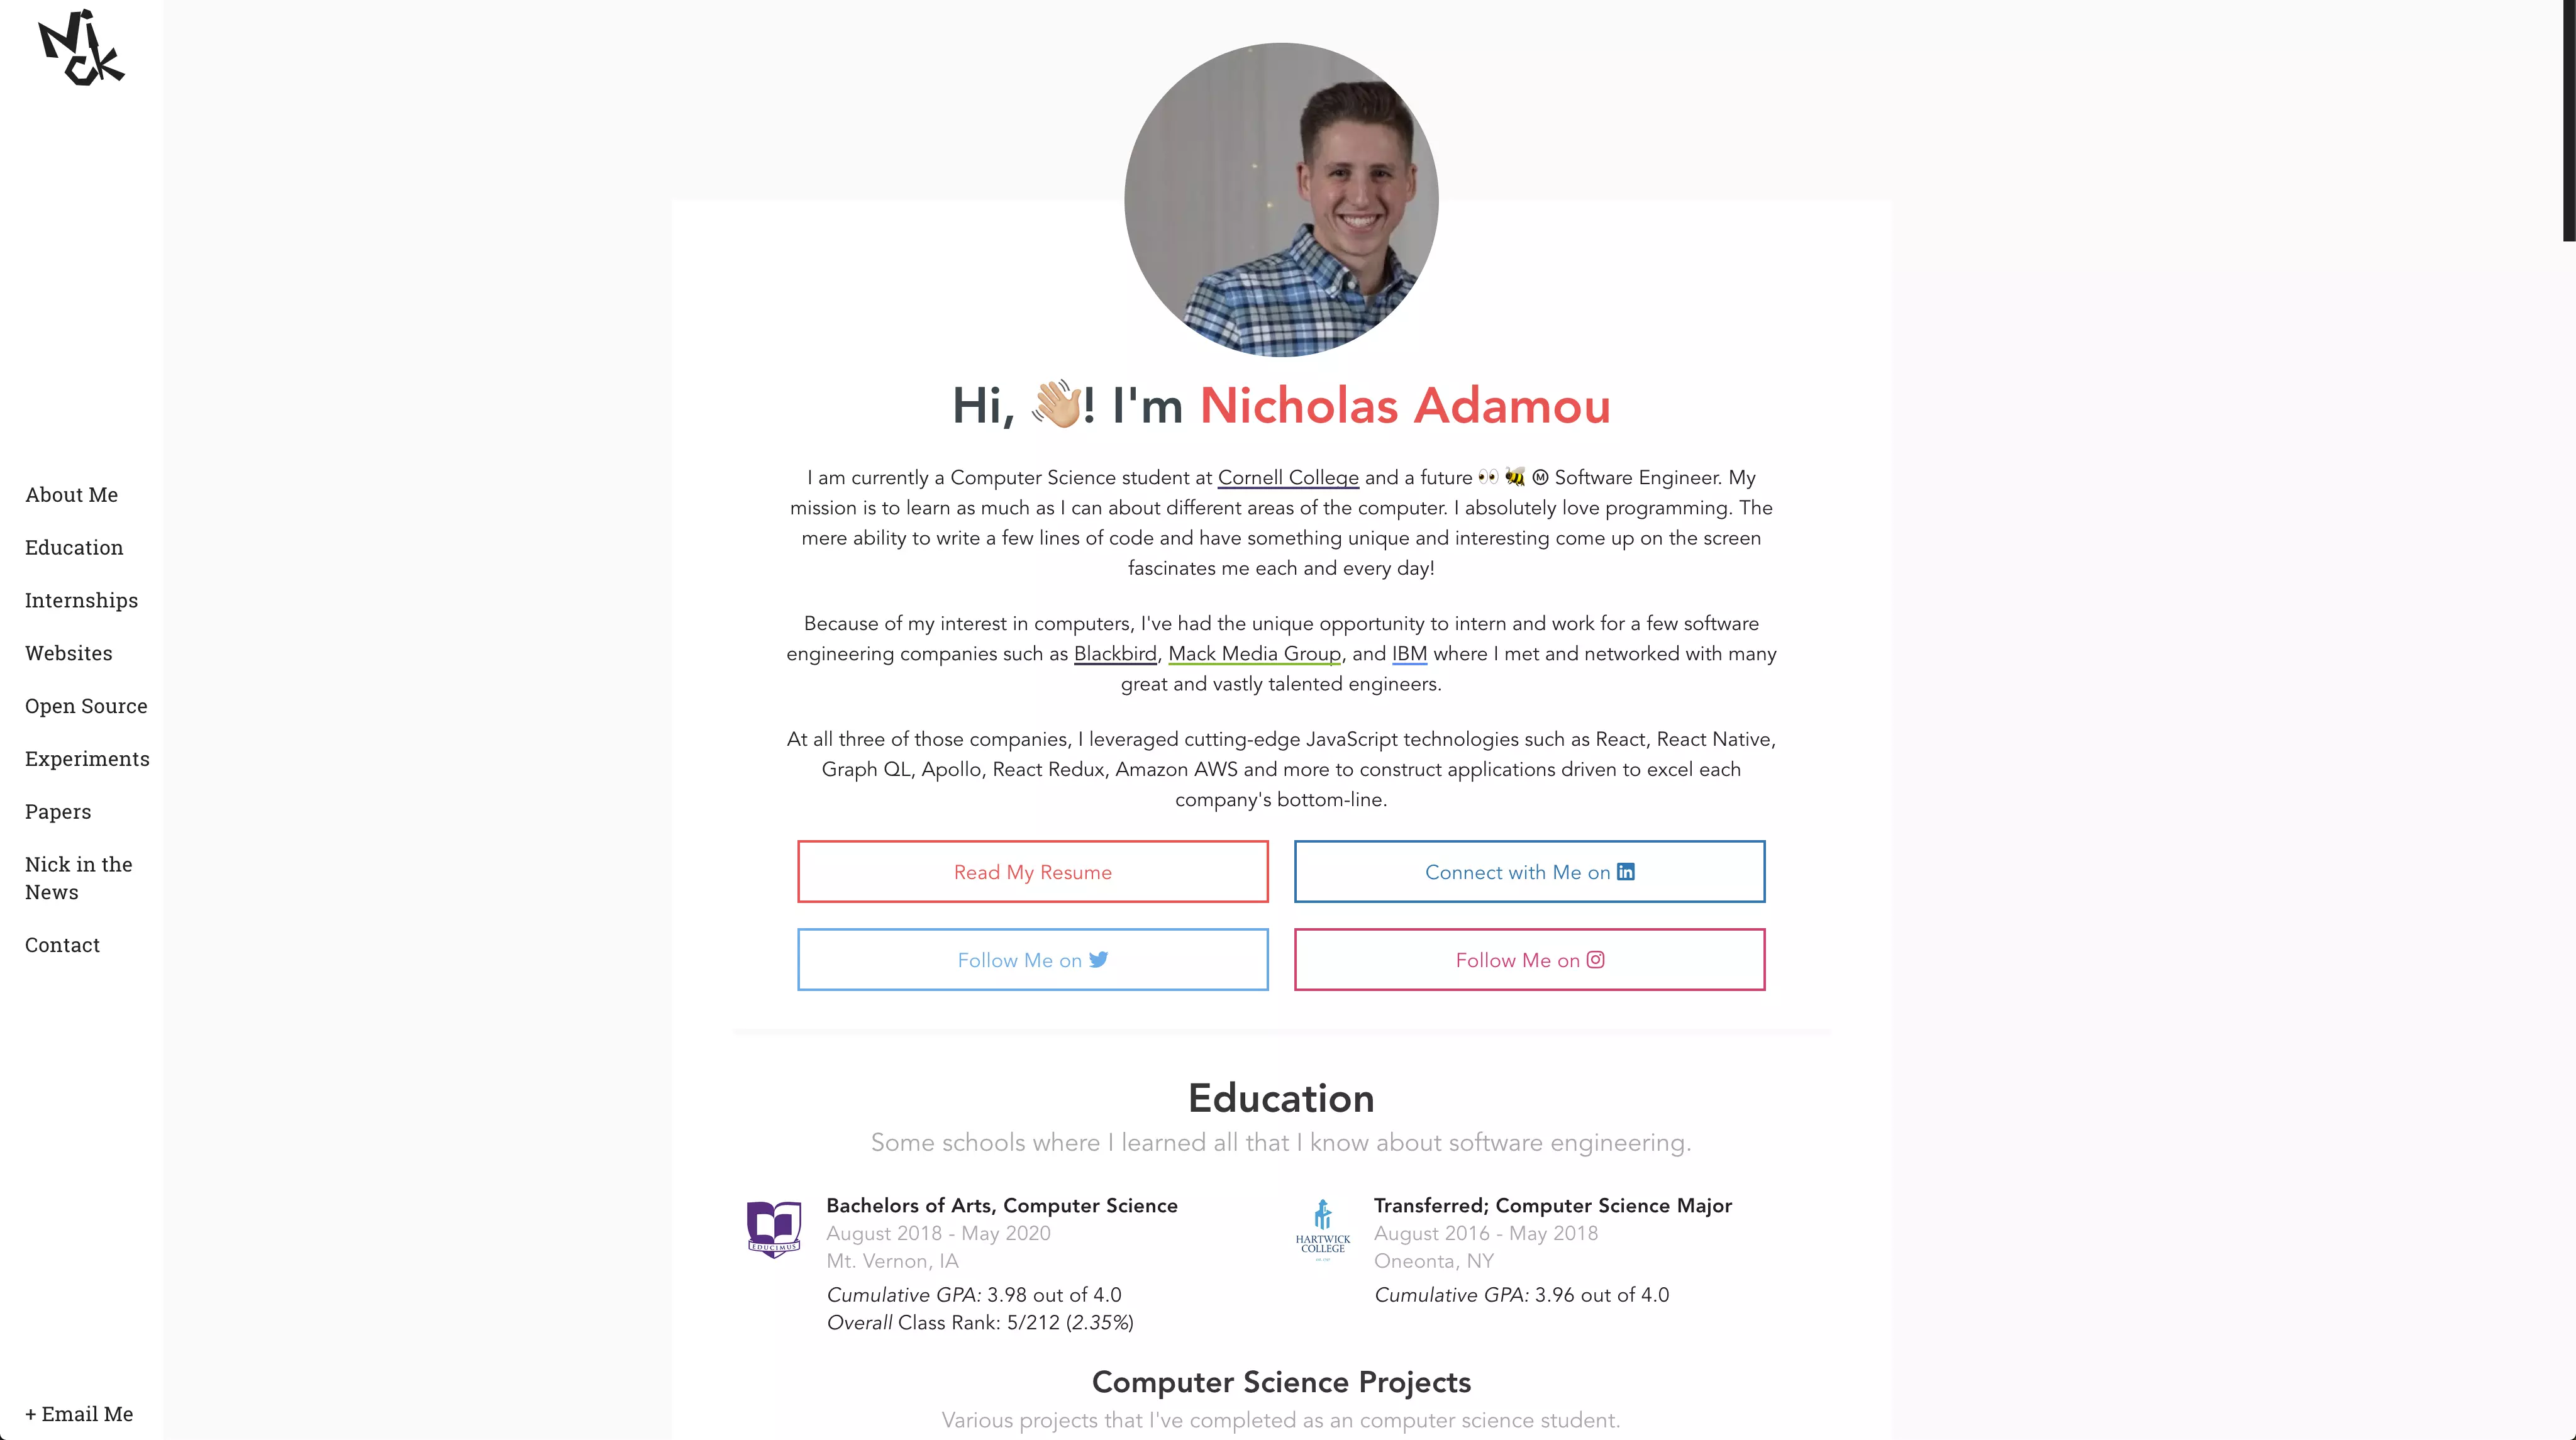 Nick
About Me
Education
Internships
Websites
Open Source
Experiments
Papers
Nick in the
News
Contact
+ Email Me
Hi, 👋🏼! I'm Nicholas Adamou
I am currently a Computer Science student at Cornell College and a future 👀 🐝 Ⓜ Software Engineer. My
mission is to learn as much as I can about different areas of the computer. I absolutely love programming. The
mere ability to write a few lines of code and have something unique and interesting come up on the screen
fascinates me each and every day!
Because of my interest in computers, I've had the unique opportunity to intern and work for a few software
engineering companies such as Blackbird, Mack Media Group, and IBM where I met and networked with many
great and vastly talented engineers.
At all three of those companies, I leveraged cutting-edge JavaScript technologies such as React, React Native,
Graph QL, Apollo, React Redux, Amazon AWS and more to construct applications driven to excel each
company's bottom-line.
Read My Resume
Connect with Me on in
Follow Me on
Follow Me on
Education
Some schools where I learned all that I know about software engineering.
EDUCIMUS
Bachelors of Arts, Computer Science
August 2018 - May 2020
Mt. Vernon, IA
Cumulative GPA: 3.98 out of 4.0
Overall Class Rank: 5/212 (2.35%)
HARTWICK
COLLEGE
Transferred; Computer Science Major
August 2016 - May 2018
Oneonta, NY
Cumulative GPA: 3.96 out of 4.0
Computer Science Projects
Various projects that I've completed as an computer science student.